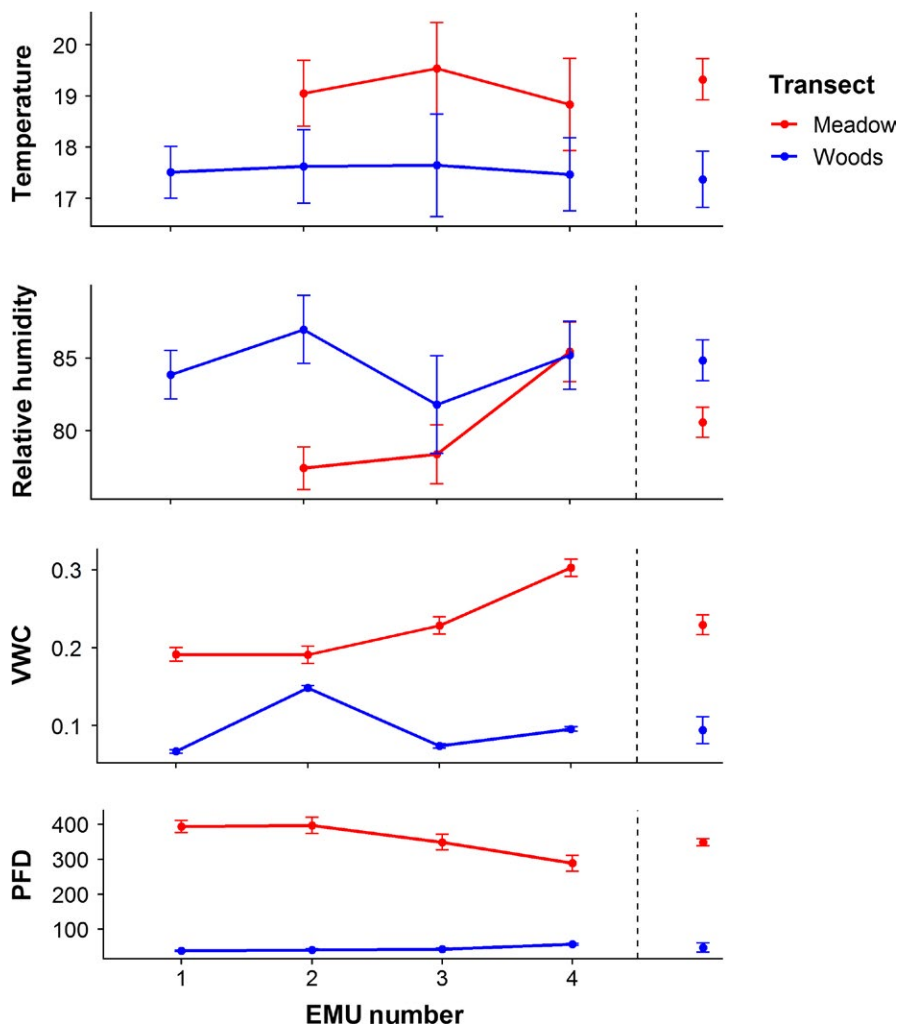 Temperature
20
19
18
17
Transect
Meadow
Woods
Relative humidity
85
80
VWC
0.3
0.2
0.1
PFD
400
300
200
100
1 2 3 4
EMU number